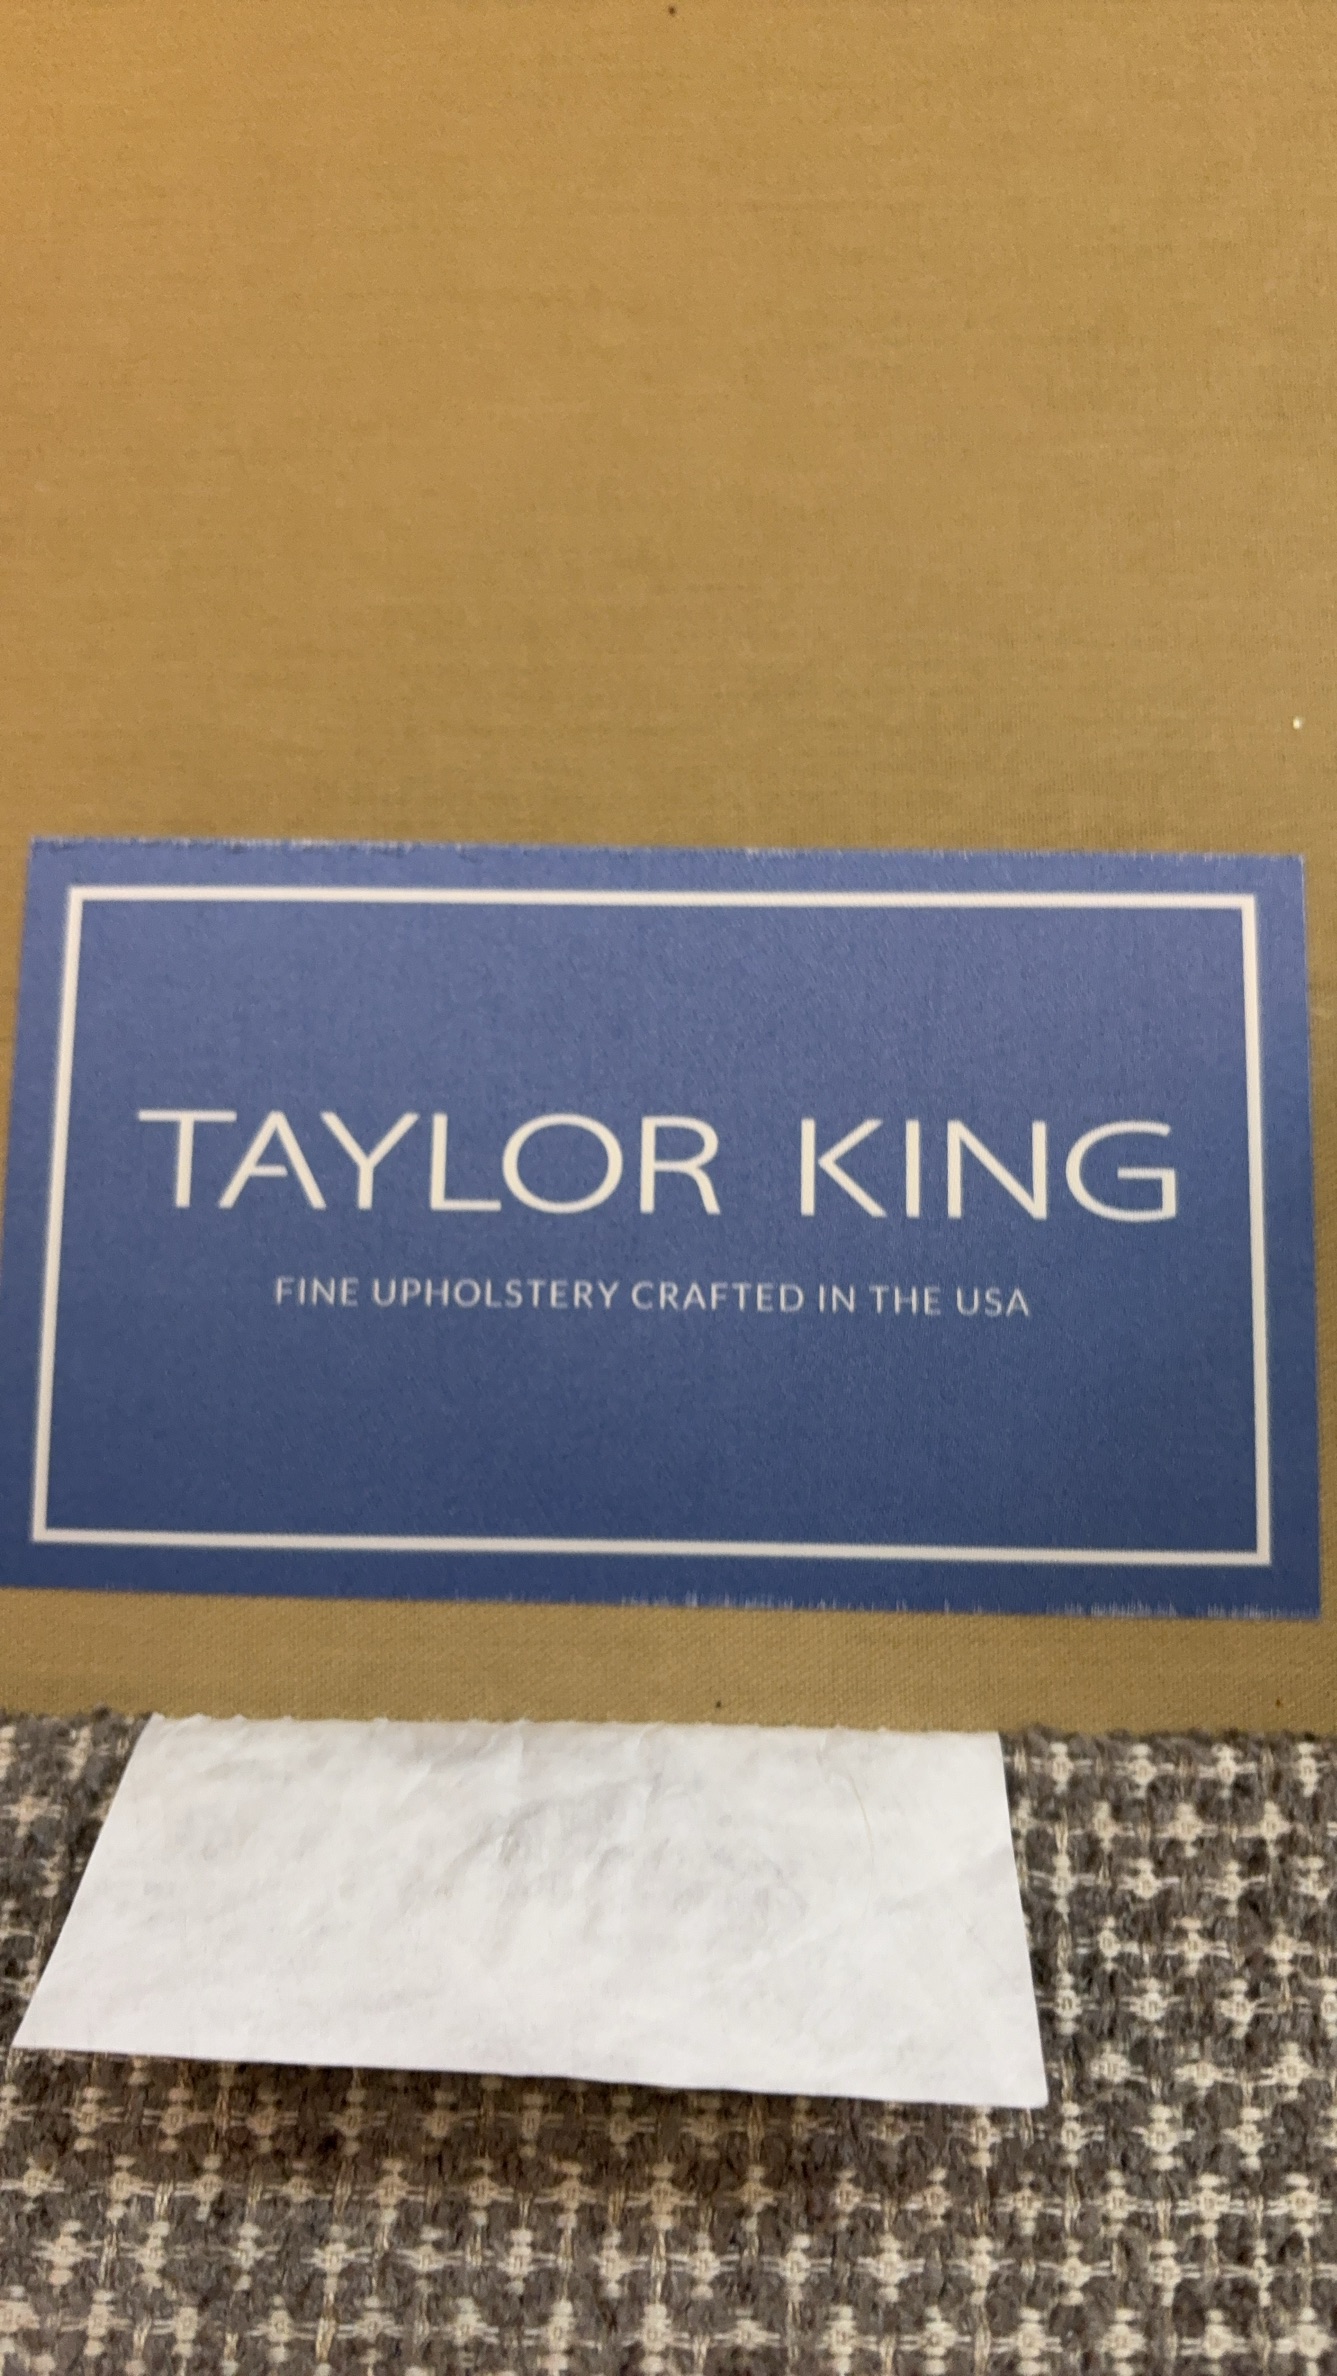 TAYLOR KING
FINE UPHOLSTERY CRAFTED IN THE USA